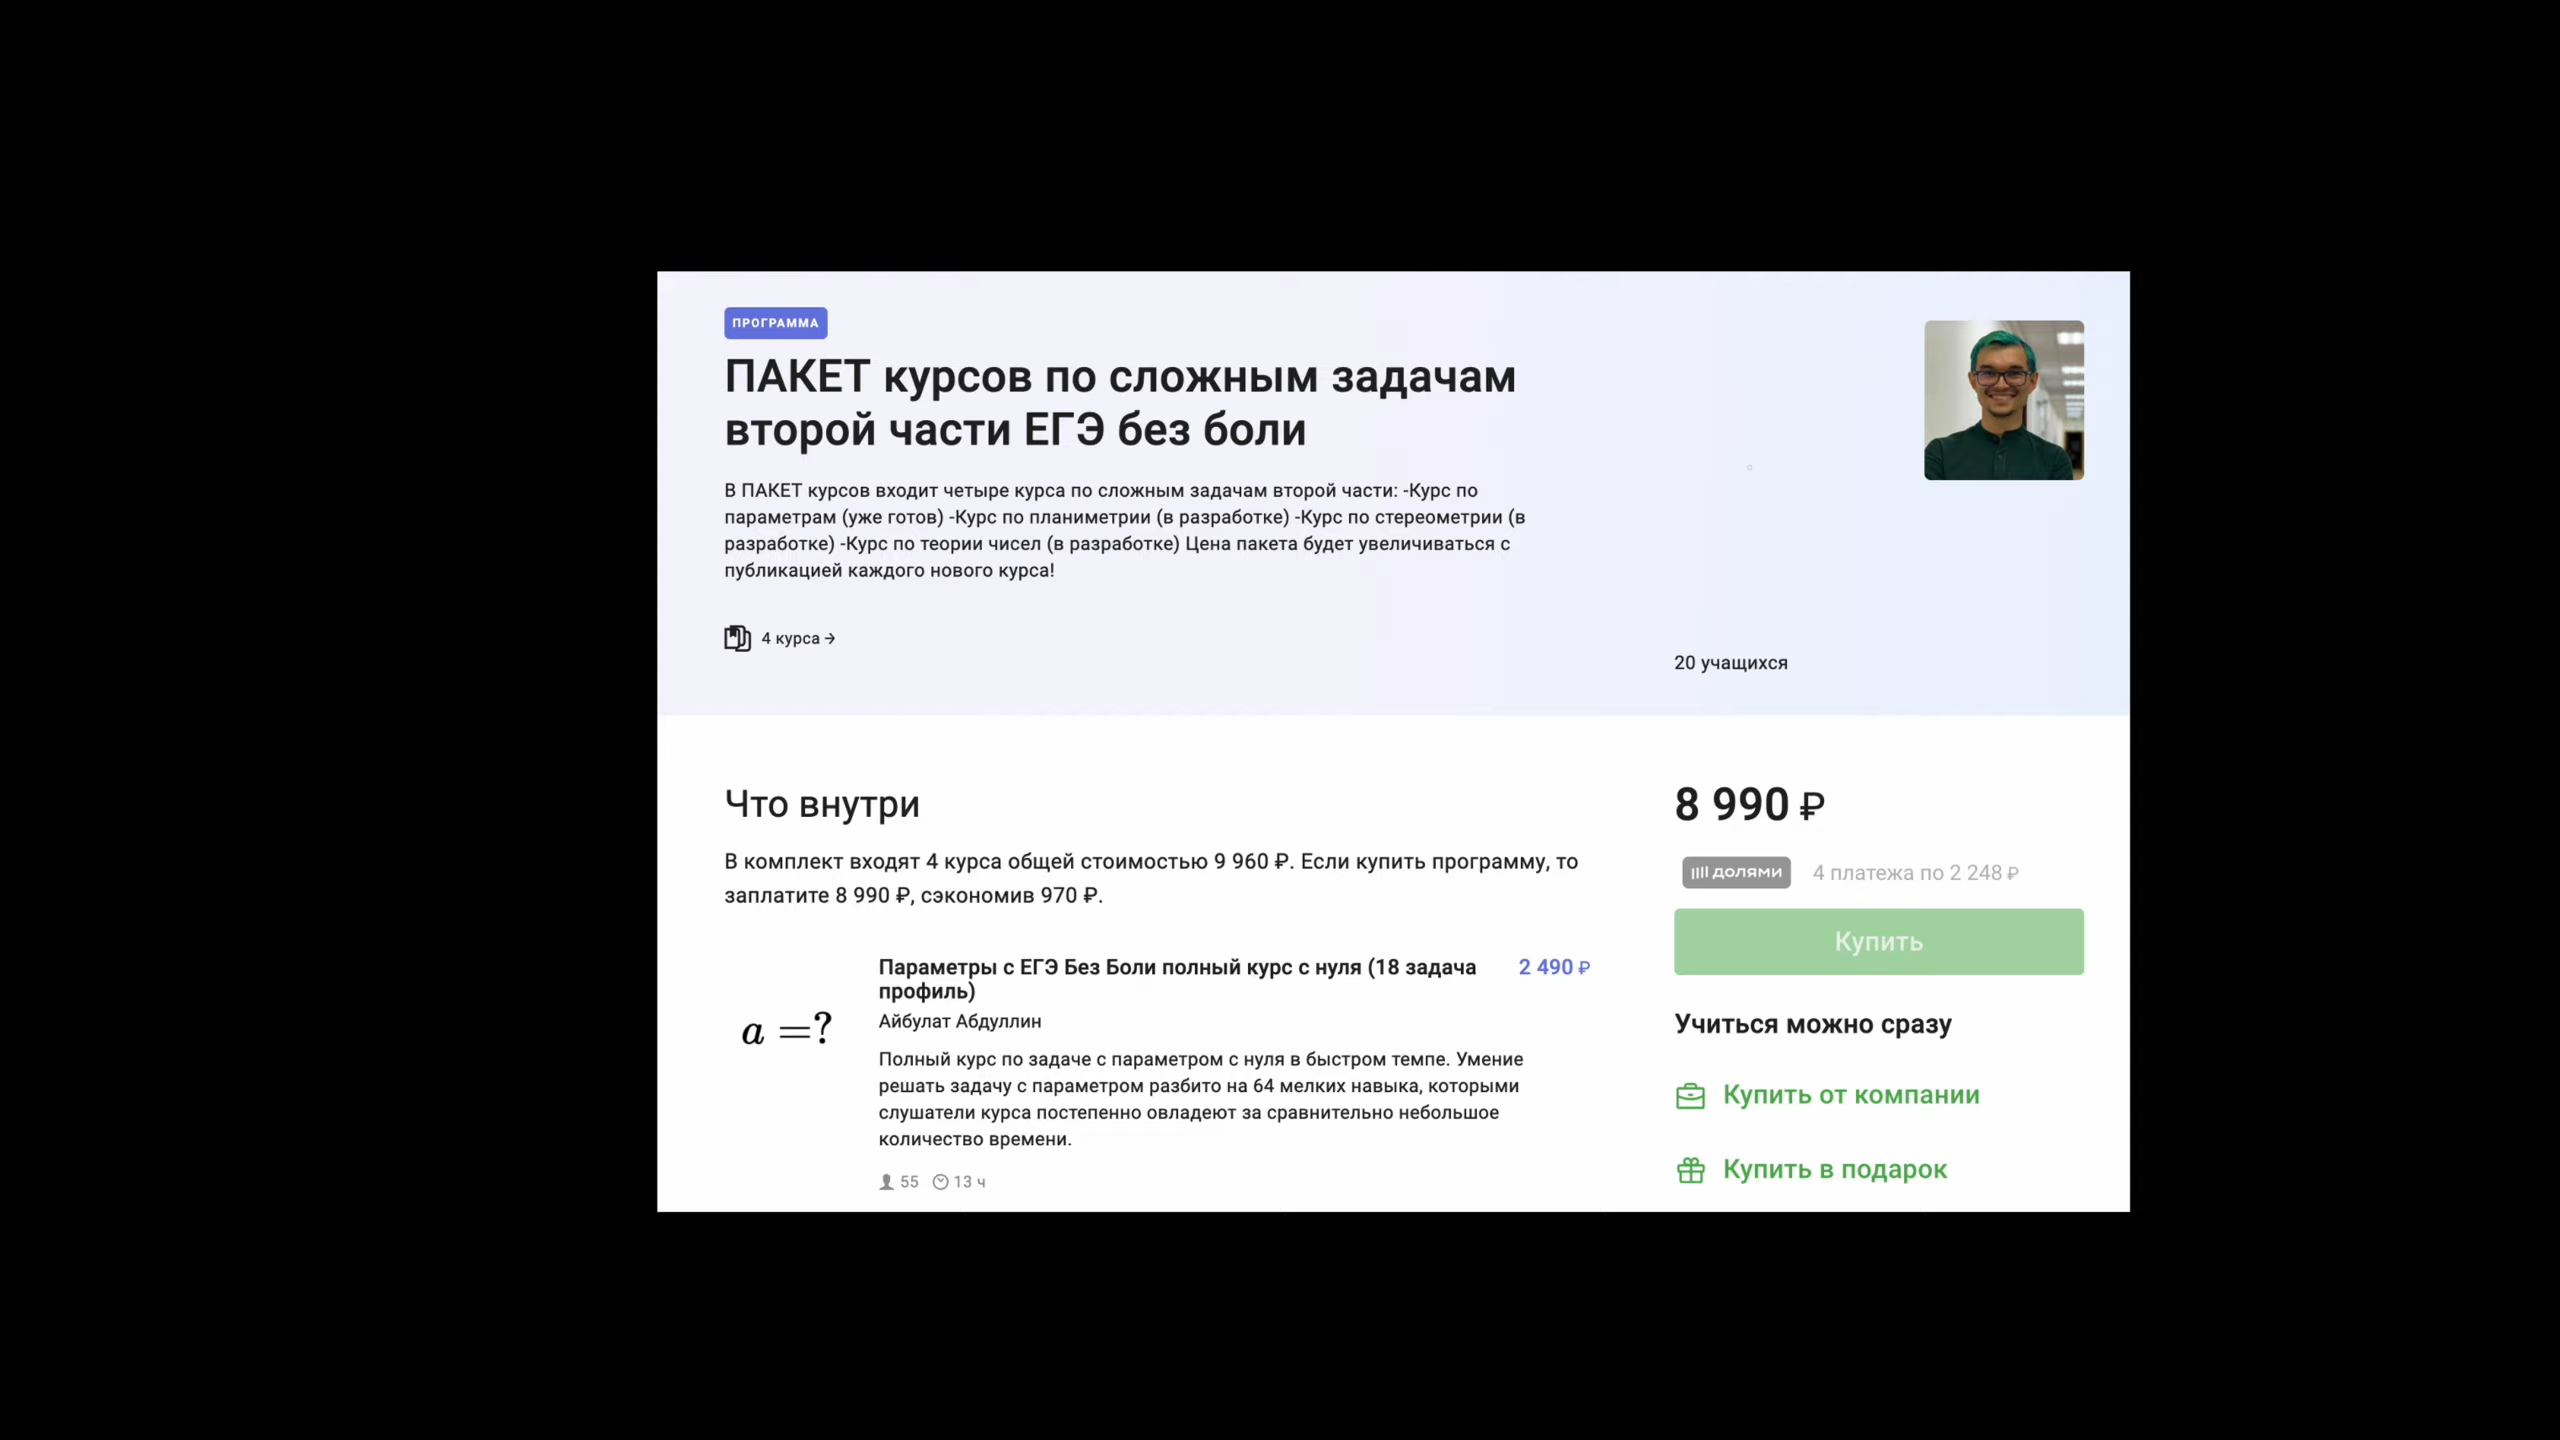 ПРОГРАММА
ПАКЕТ курсов по сложным задачам
второй части ЕГЭ без боли
В ПАКЕТ курсов входит четыре курса по сложным задачам второй части: -Курс по
параметрам (уже готов) -Курс по планиметрии (в разработке) -Курс по стереометрии (в
разработке) -Курс по теории чисел (в разработке) Цена пакета будет увеличиваться с
публикацией каждого нового курса!
4 курса →
20 учащихся
Что внутри
В комплект входят 4 курса общей стоимостью 9 960 ₽. Если купить программу, то
заплатите 8 990 ₽, сэкономив 970 ₽.
a =?
Параметры с ЕГЭ Без Боли полный курс с нуля (18 задача
профиль)
2 490 ₽
Айбулат Абдуллин
Полный курс по задаче с параметром с нуля в быстром темпе. Умение
решать задачу с параметром разбито на 64 мелких навыка, которыми
слушатели курса постепенно овладеют за сравнительно небольшое
количество времени.
55 13 ч
8 990 ₽
долями 4 платежа по 2 248 ₽
Купить
Учиться можно сразу
Купить от компании
Купить в подарок